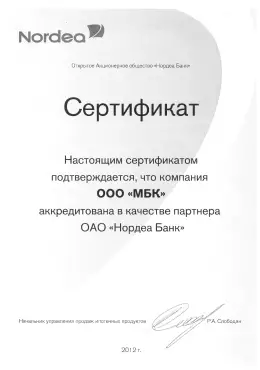 Nordea
Открытое Акционерное общество «Нордеа Банк»
Сертификат
Настоящим сертификатом
подтверждается, что компания
ООО «МБК»
аккредитована в качестве партнера
ОАО «Нордеа Банк»
Начальник управления продаж ипотечных продуктов Р.А. Слободян
2012 г.